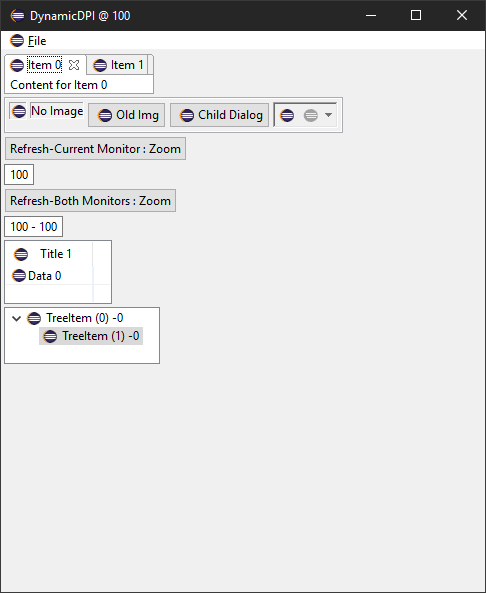 DynamicDPI @ 100
File
Item 0 Item 1
Content for Item 0
No Image Old Img Child Dialog
Refresh-Current Monitor : Zoom
100
Refresh-Both Monitors : Zoom
100 - 100
Title 1
Data 0
TreeItem (0) -0
TreeItem (1) -0